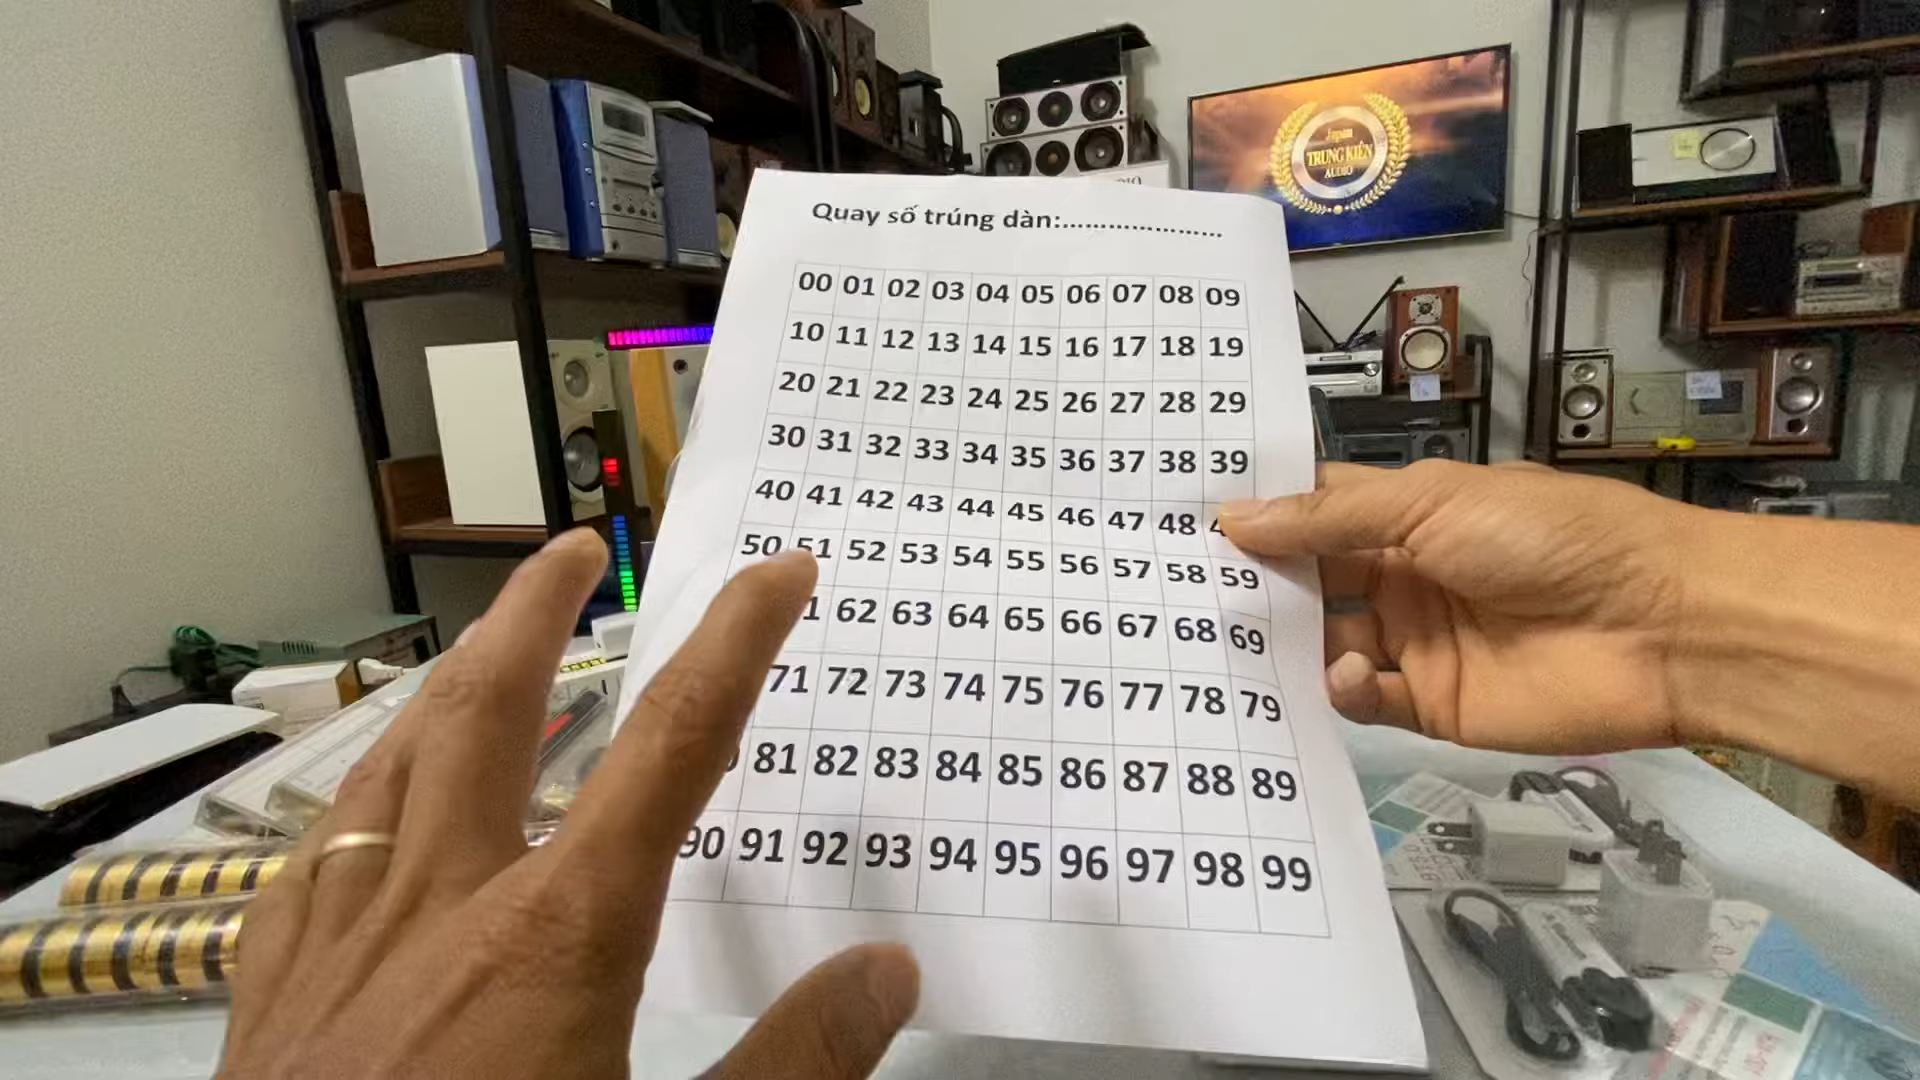 Japan
TRUNG KIÊN
AUDIO
Quay số trúng dàn:.....................
00 01 02 03 04 05 06 07 08 09
10 11 12 13 14 15 16 17 18 19
20 21 22 23 24 25 26 27 28 29
30 31 32 33 34 35 36 37 38 39
40 41 42 43 44 45 46 47 48
50 51 52 53 54 55 56 57 58 59
62 63 64 65 66 67 68 69
71 72 73 74 75 76 77 78 79
81 82 83 84 85 86 87 88 89
90 91 92 93 94 95 96 97 98 99